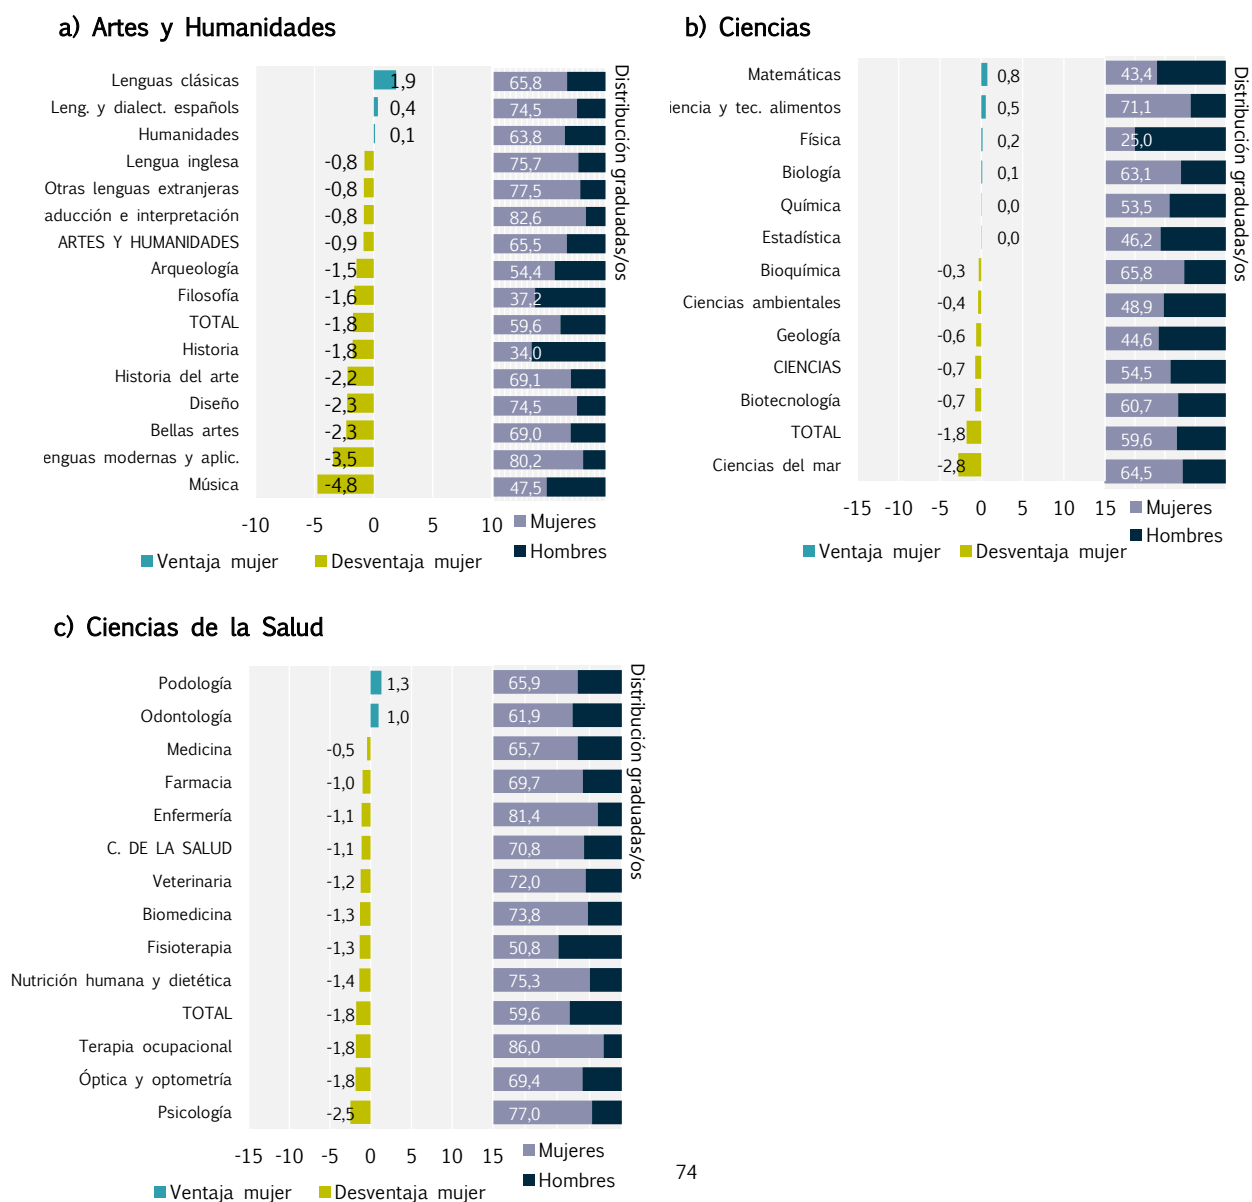 a) Artes y Humanidades
Lenguas clásicas 1,9 65,8
Leng. y dialect. españols 0,4 74,5
Humanidades 0,1 63,8
Lengua inglesa -0,8 75,7
Otras lenguas extranjeras -0,8 77,5
aducción e interpretación -0,8 82,6
ARTES Y HUMANIDADES -0,9 65,5
Arqueología -1,5 54,4
Filosofía -1,6 37,2
TOTAL -1,8 59,6
Historia -1,8 34,0
Historia del arte -2,2 69,1
Diseño -2,3 74,5
Bellas artes -2,3 69,0
enguas modernas y aplic. -3,5 80,2
Música -4,8 47,5
-10 -5 0 5 10
Distribución graduadas/os
Mujeres
Hombres
Ventaja mujer Desventaja mujer
b) Ciencias
Matemáticas 0,8 43,4
iencia y tec. alimentos 0,5 71,1
Física 0,2 25,0
Biología 0,1 63,1
Química 0,0 53,5
Estadística 0,0 46,2
Bioquímica -0,3 65,8
Ciencias ambientales -0,4 48,9
Geología -0,6 44,6
CIENCIAS -0,7 54,5
Biotecnología -0,7 60,7
TOTAL -1,8 59,6
Ciencias del mar -2,8 64,5
-15 -10 -5 0 5 10 15
Distribución graduadas/os
Mujeres
Hombres
Ventaja mujer Desventaja mujer
c) Ciencias de la Salud
Podología 1,3 65,9
Odontología 1,0 61,9
Medicina -0,5 65,7
Farmacia -1,0 69,7
Enfermería -1,1 81,4
C. DE LA SALUD -1,1 70,8
Veterinaria -1,2 72,0
Biomedicina -1,3 73,8
Fisioterapia -1,3 50,8
Nutrición humana y dietética -1,4 75,3
TOTAL -1,8 59,6
Terapia ocupacional -1,8 86,0
Óptica y optometría -1,8 69,4
Psicología -2,5 77,0
-15 -10 -5 0 5 10 15
Distribución graduadas/os
Mujeres
Hombres
Ventaja mujer Desventaja mujer
74